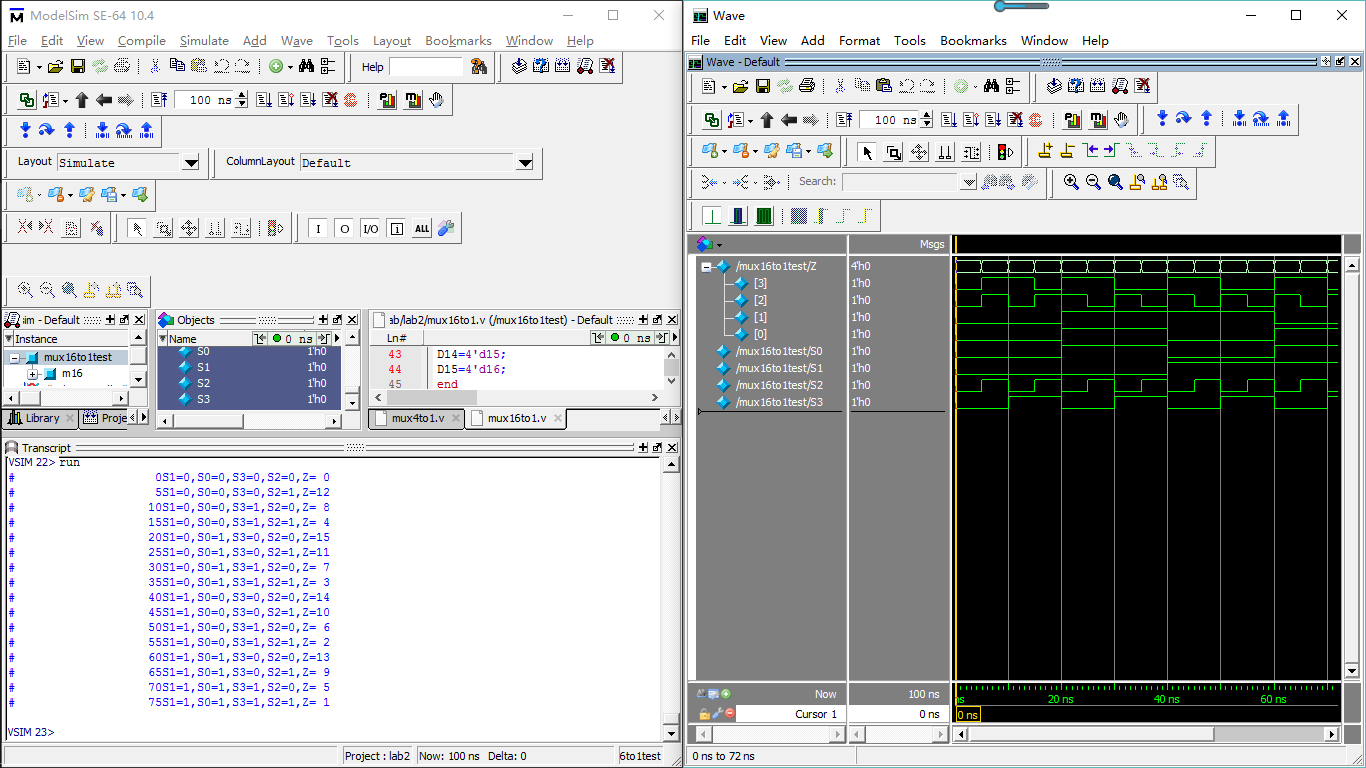 ModelSim SE-64 10.4
File Edit View Compile Simulate Add Wave Tools Layout Bookmarks Window Help
Help
100 ns
Layout Simulate
ColumnLayout Default
I O I/O ALL
im - Default
Instance
mux16to1test
m16
Library
Proje
Objects
0 ns
Name
S0 1'h0
S1 1'h0
S2 1'h0
S3 1'h0
ab/lab2/mux16to1.v (/mux16to1test) - Default
Ln#
0 ns
43 D14=4'd15;
44 D15=4'd16;
45 end
mux4to1.v
mux16to1.v
Transcript
VSIM 22> run
# 0S1=0,S0=0,S3=0,S2=0,Z= 0
# 5S1=0,S0=0,S3=0,S2=1,Z=12
# 10S1=0,S0=0,S3=1,S2=0,Z= 8
# 15S1=0,S0=0,S3=1,S2=1,Z= 4
# 20S1=0,S0=1,S3=0,S2=0,Z=15
# 25S1=0,S0=1,S3=0,S2=1,Z=11
# 30S1=0,S0=1,S3=1,S2=0,Z= 7
# 35S1=0,S0=1,S3=1,S2=1,Z= 3
# 40S1=1,S0=0,S3=0,S2=0,Z=14
# 45S1=1,S0=0,S3=0,S2=1,Z=10
# 50S1=1,S0=0,S3=1,S2=0,Z= 6
# 55S1=1,S0=0,S3=1,S2=1,Z= 2
# 60S1=1,S0=1,S3=0,S2=0,Z=13
# 65S1=1,S0=1,S3=0,S2=1,Z= 9
# 70S1=1,S0=1,S3=1,S2=0,Z= 5
# 75S1=1,S0=1,S3=1,S2=1,Z= 1
VSIM 23>
Project : lab2 Now: 100 ns Delta: 0 6to1test
Wave
File Edit View Add Format Tools Bookmarks Window Help
Wave - Default
100 ns
Search:
Msgs
/mux16to1test/Z 4'h0
[3] 1'h0
[2] 1'h0
[1] 1'h0
[0] 1'h0
/mux16to1test/S0 1'h0
/mux16to1test/S1 1'h0
/mux16to1test/S2 1'h0
/mux16to1test/S3 1'h0
Now 100 ns
ns 20 ns 40 ns 60 ns
Cursor 1 0 ns
0 ns
0 ns to 72 ns